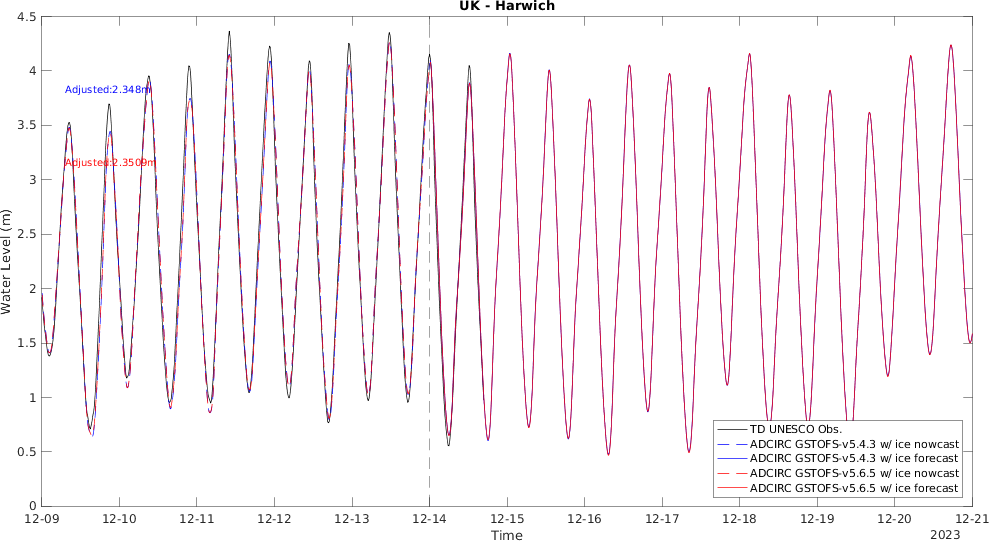 UK - Harwich
4.5
4
3.5
3
2.5
2
1.5
1
0.5
0
Water Level (m)
Adjusted:2.348m
Adjusted:2.3509m
TD UNESCO Obs.
ADCIRC GSTOFS-v5.4.3 w/ ice nowcast
ADCIRC GSTOFS-v5.4.3 w/ ice forecast
ADCIRC GSTOFS-v5.6.5 w/ ice nowcast
ADCIRC GSTOFS-v5.6.5 w/ ice forecast
12-09 12-10 12-11 12-12 12-13 12-14 12-15 12-16 12-17 12-18 12-19 12-20 12-21
Time
2023